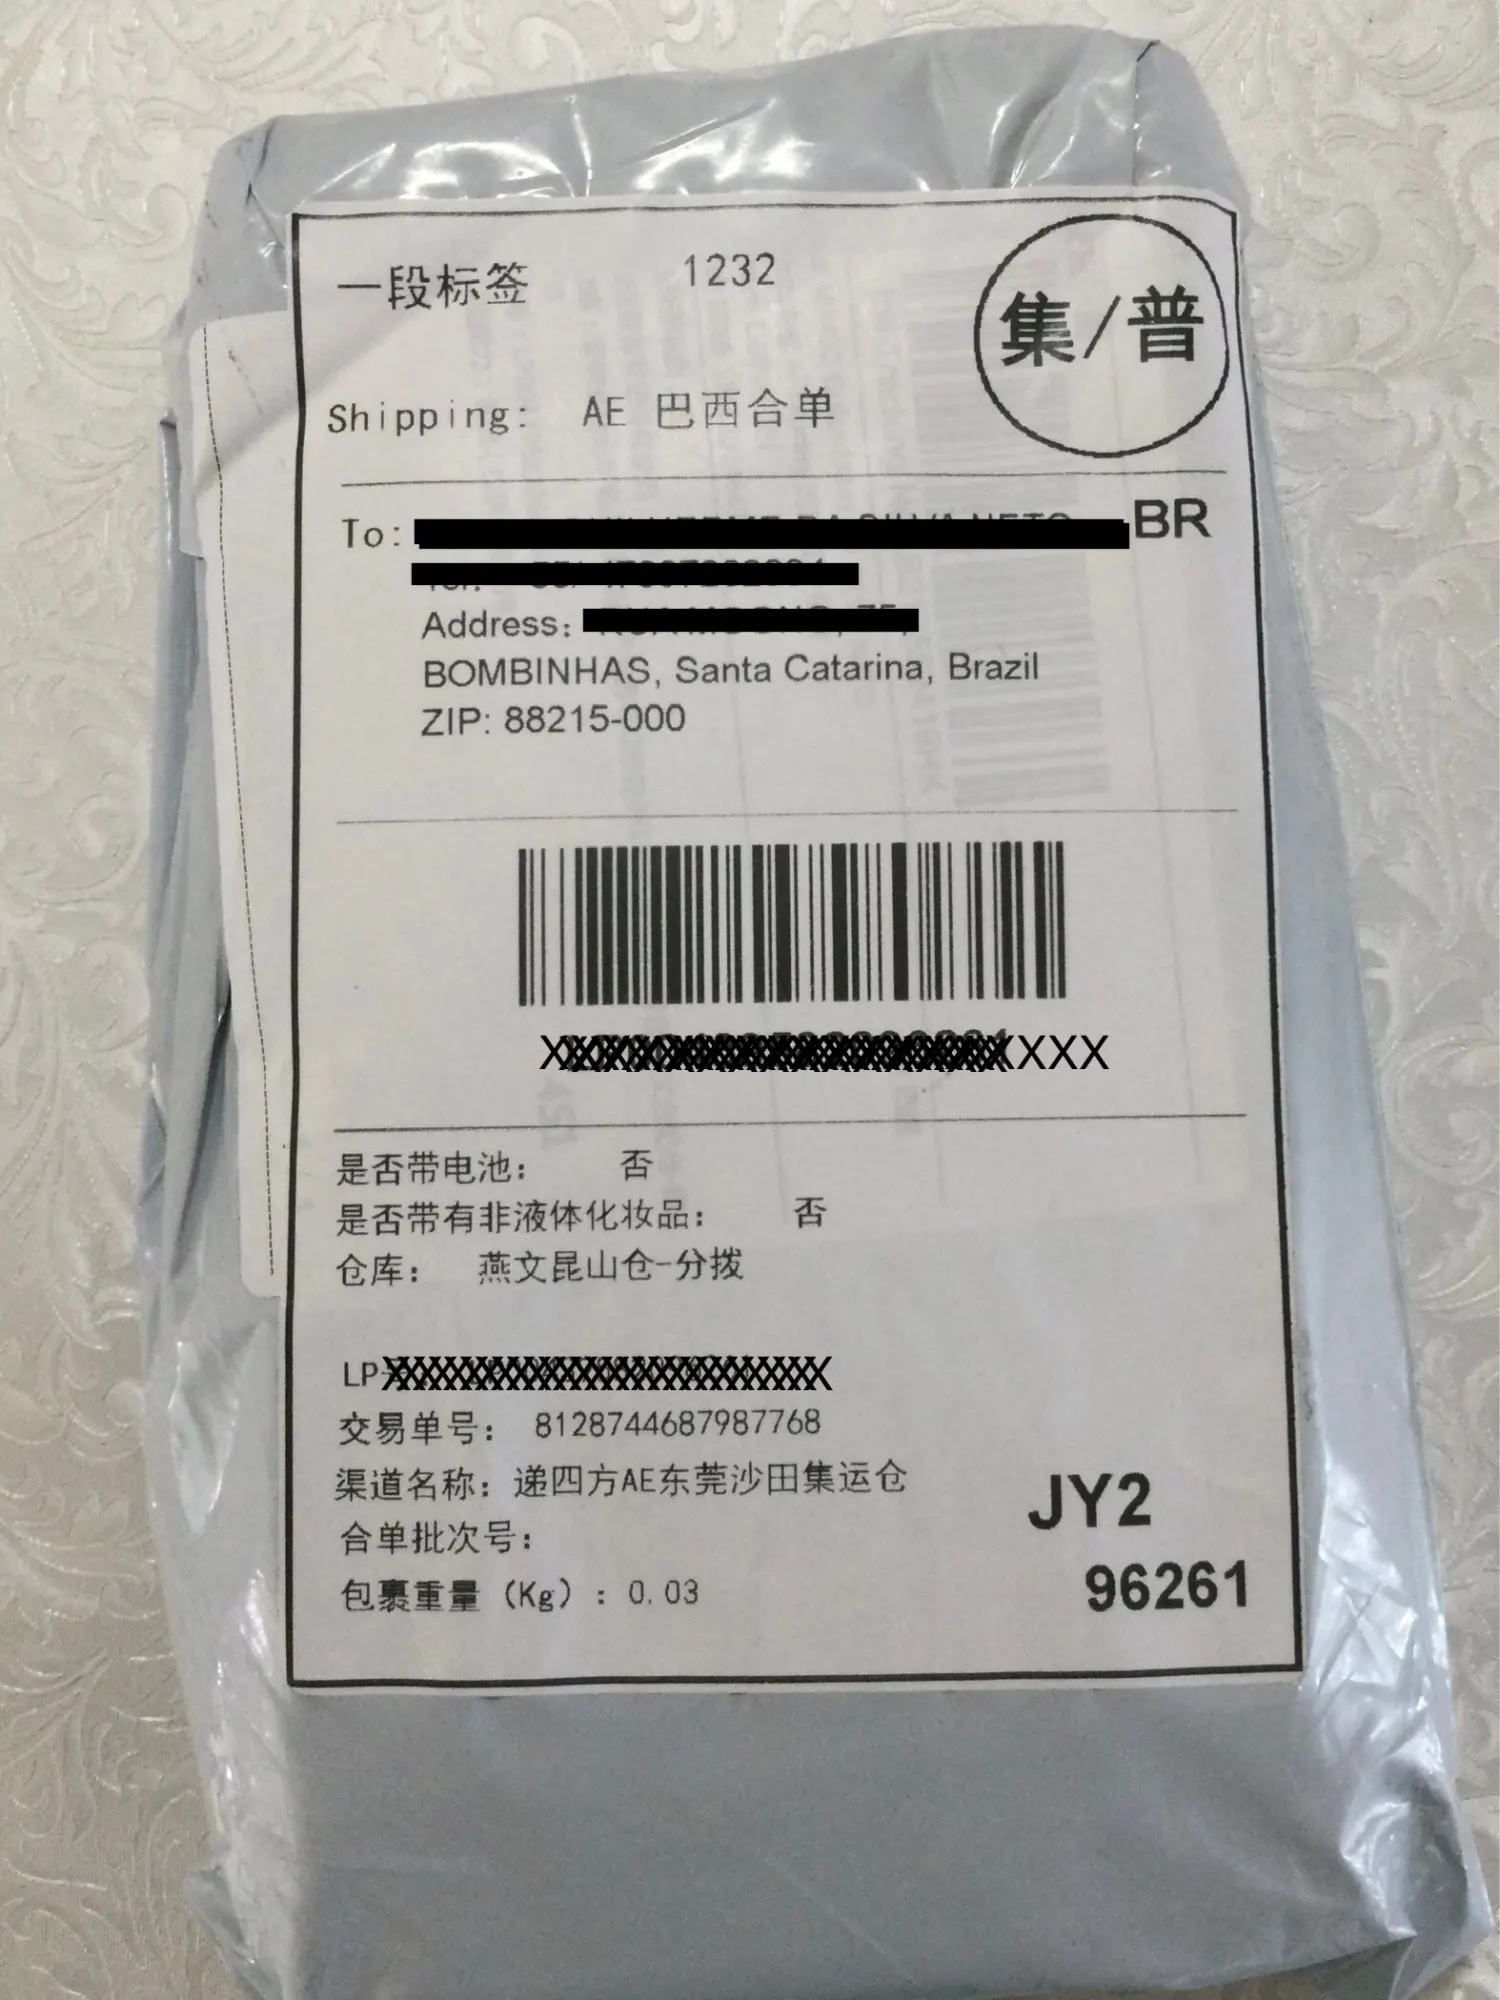 一段标签 1232
集/普
Shipping: AE 巴西合单
To: BR
Address:
BOMBINHAS, Santa Catarina, Brazil
ZIP: 88215-000
是否带电池: 否
是否带有非液体化妆品: 否
仓库: 燕文昆山仓-分拨
LP
交易单号: 8128744687987768
渠道名称: 递四方AE东莞沙田集运仓
合单批次号:
包裹重量 (Kg) : 0.03
JY2
96261